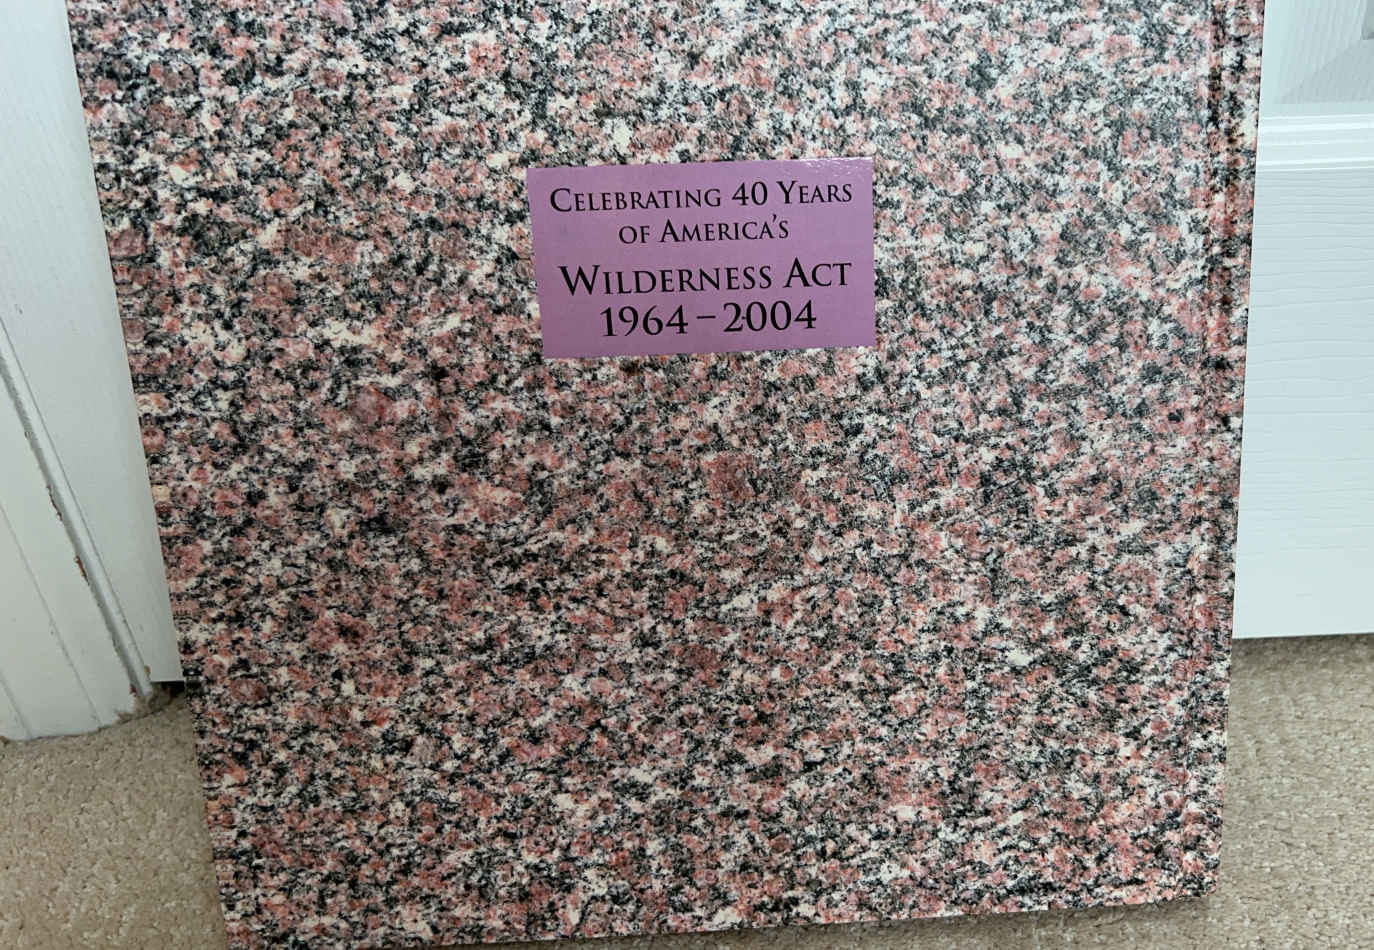 Celebrating 40 Years
of America's
Wilderness Act
1964 – 2004